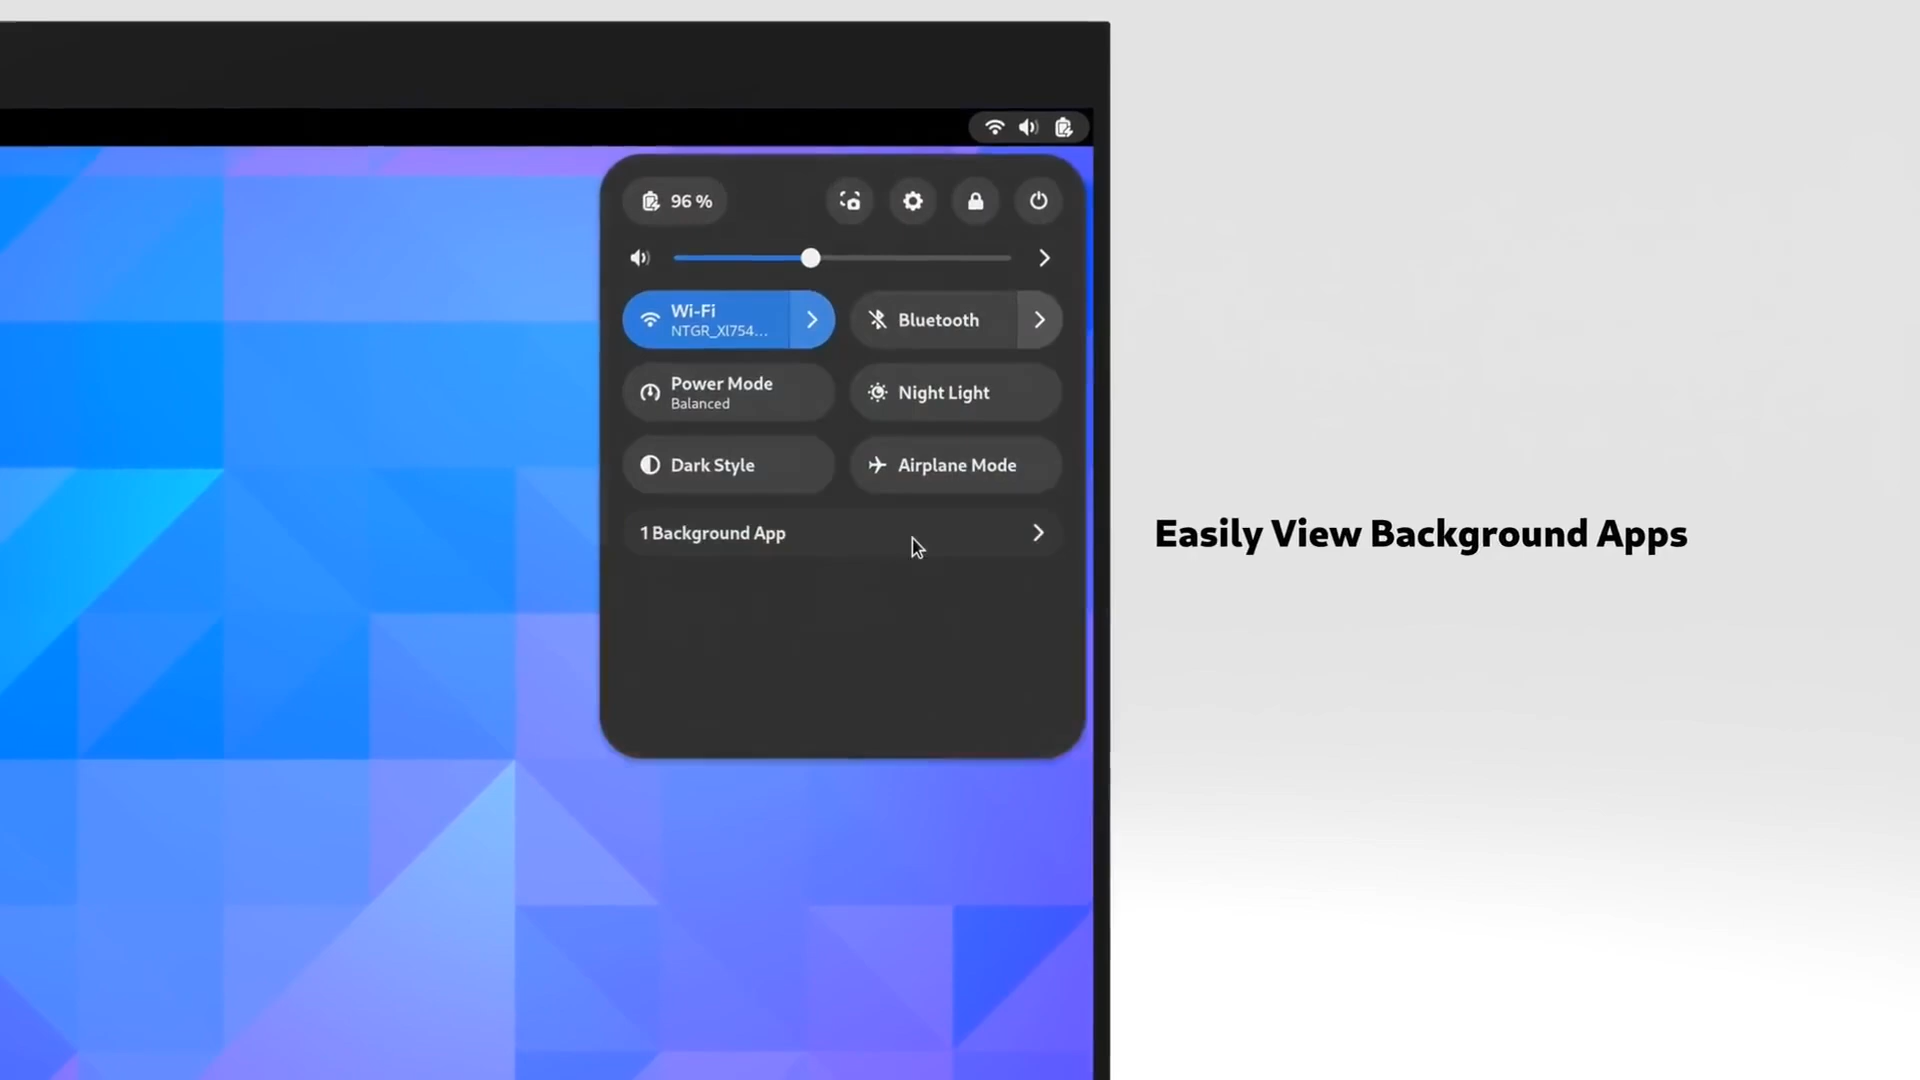 96 %
Wi-Fi
NTGR_XI754...
Bluetooth
Power Mode
Balanced
Night Light
Dark Style
Airplane Mode
1 Background App
Easily View Background Apps